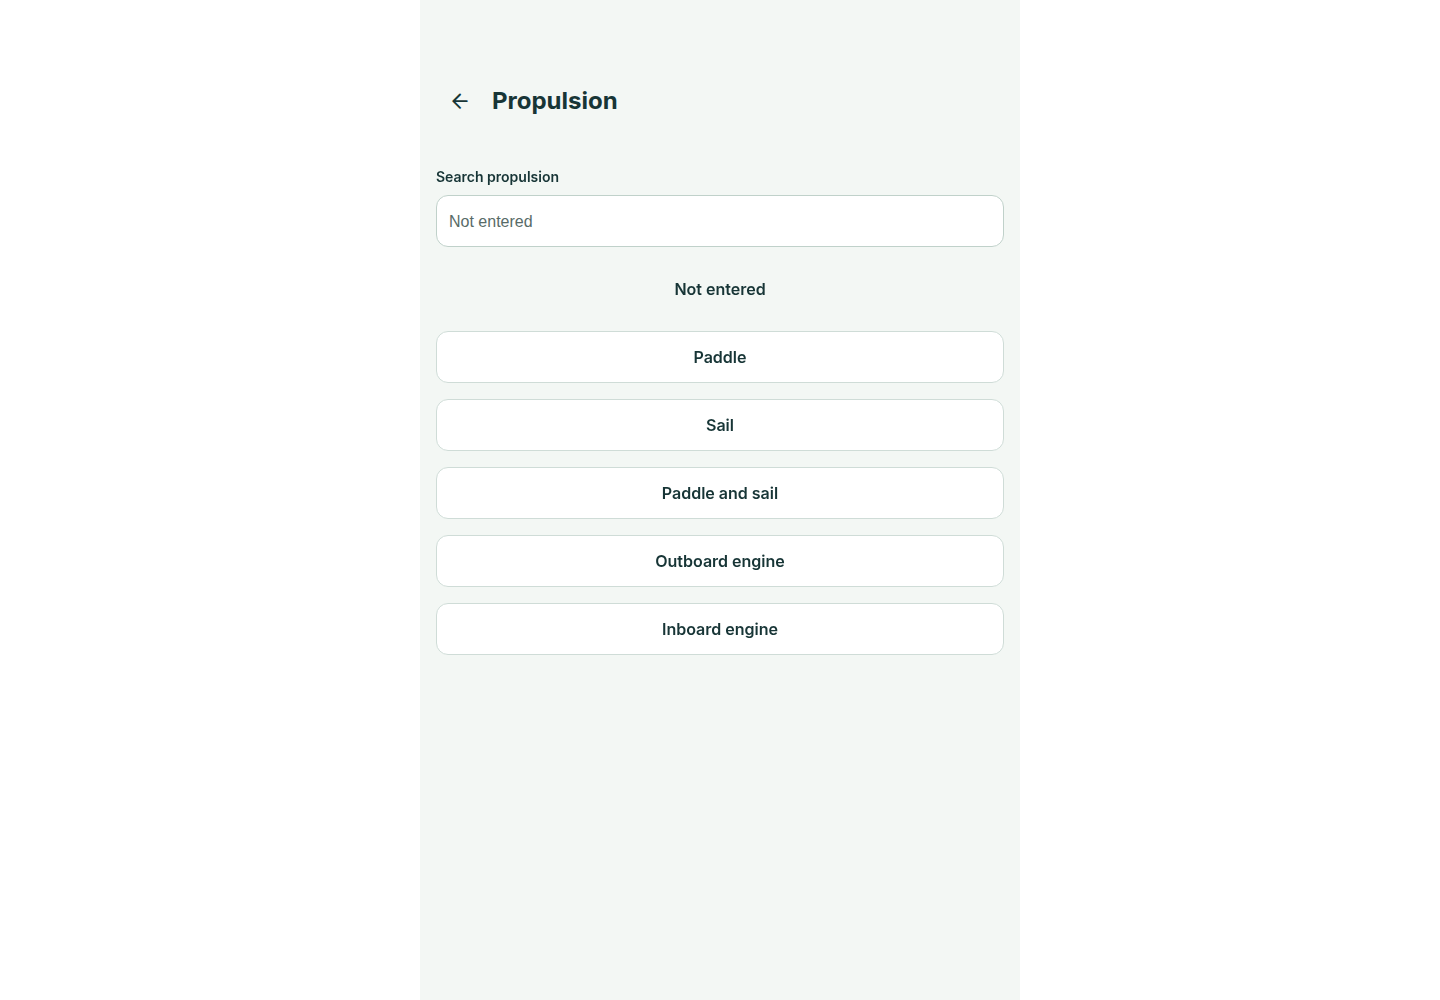 Propulsion
Search propulsion
Not entered
Not entered
Paddle
Sail
Paddle and sail
Outboard engine
Inboard engine